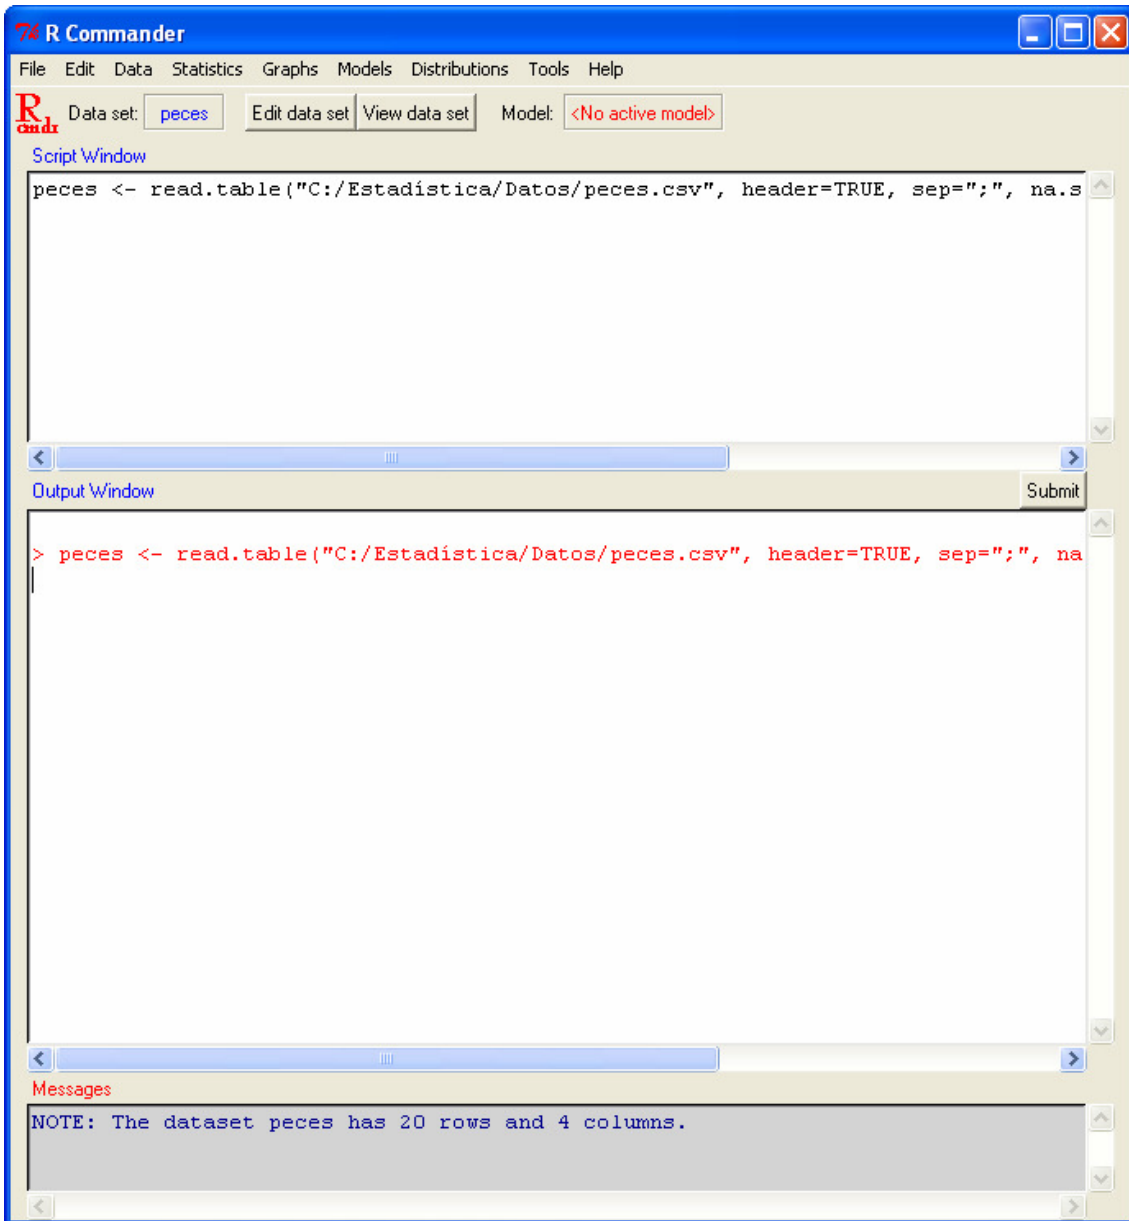 R Commander
File Edit Data Statistics Graphs Models Distributions Tools Help
R cmdr Data set: peces Edit data set View data set Model: <No active model>
Script Window
peces <- read.table("C:/Estadística/Datos/peces.csv", header=TRUE, sep=";", na.s
Output Window Submit
> peces <- read.table("C:/Estadística/Datos/peces.csv", header=TRUE, sep=";", na
Messages
NOTE: The dataset peces has 20 rows and 4 columns.